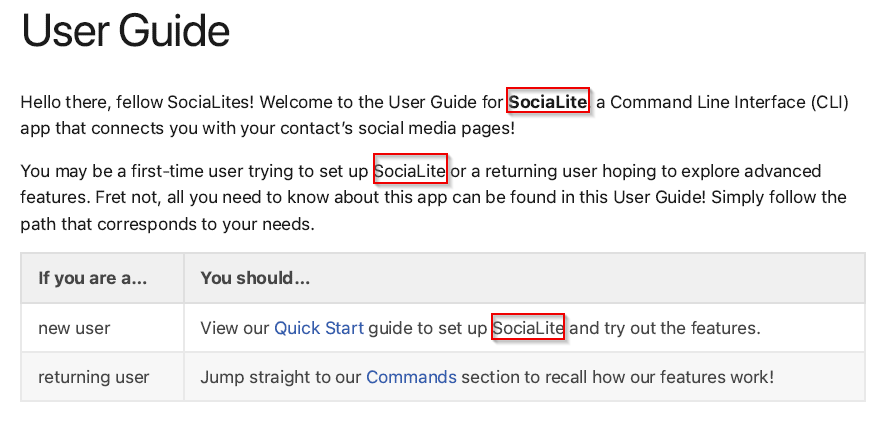 User Guide
Hello there, fellow SociaLites! Welcome to the User Guide for SociaLite, a Command Line Interface (CLI)
app that connects you with your contact's social media pages!
You may be a first-time user trying to set up SociaLite or a returning user hoping to explore advanced
features. Fret not, all you need to know about this app can be found in this User Guide! Simply follow the
path that corresponds to your needs.
If you are a... You should...
new user View our Quick Start guide to set up SociaLite and try out the features.
returning user Jump straight to our Commands section to recall how our features work!